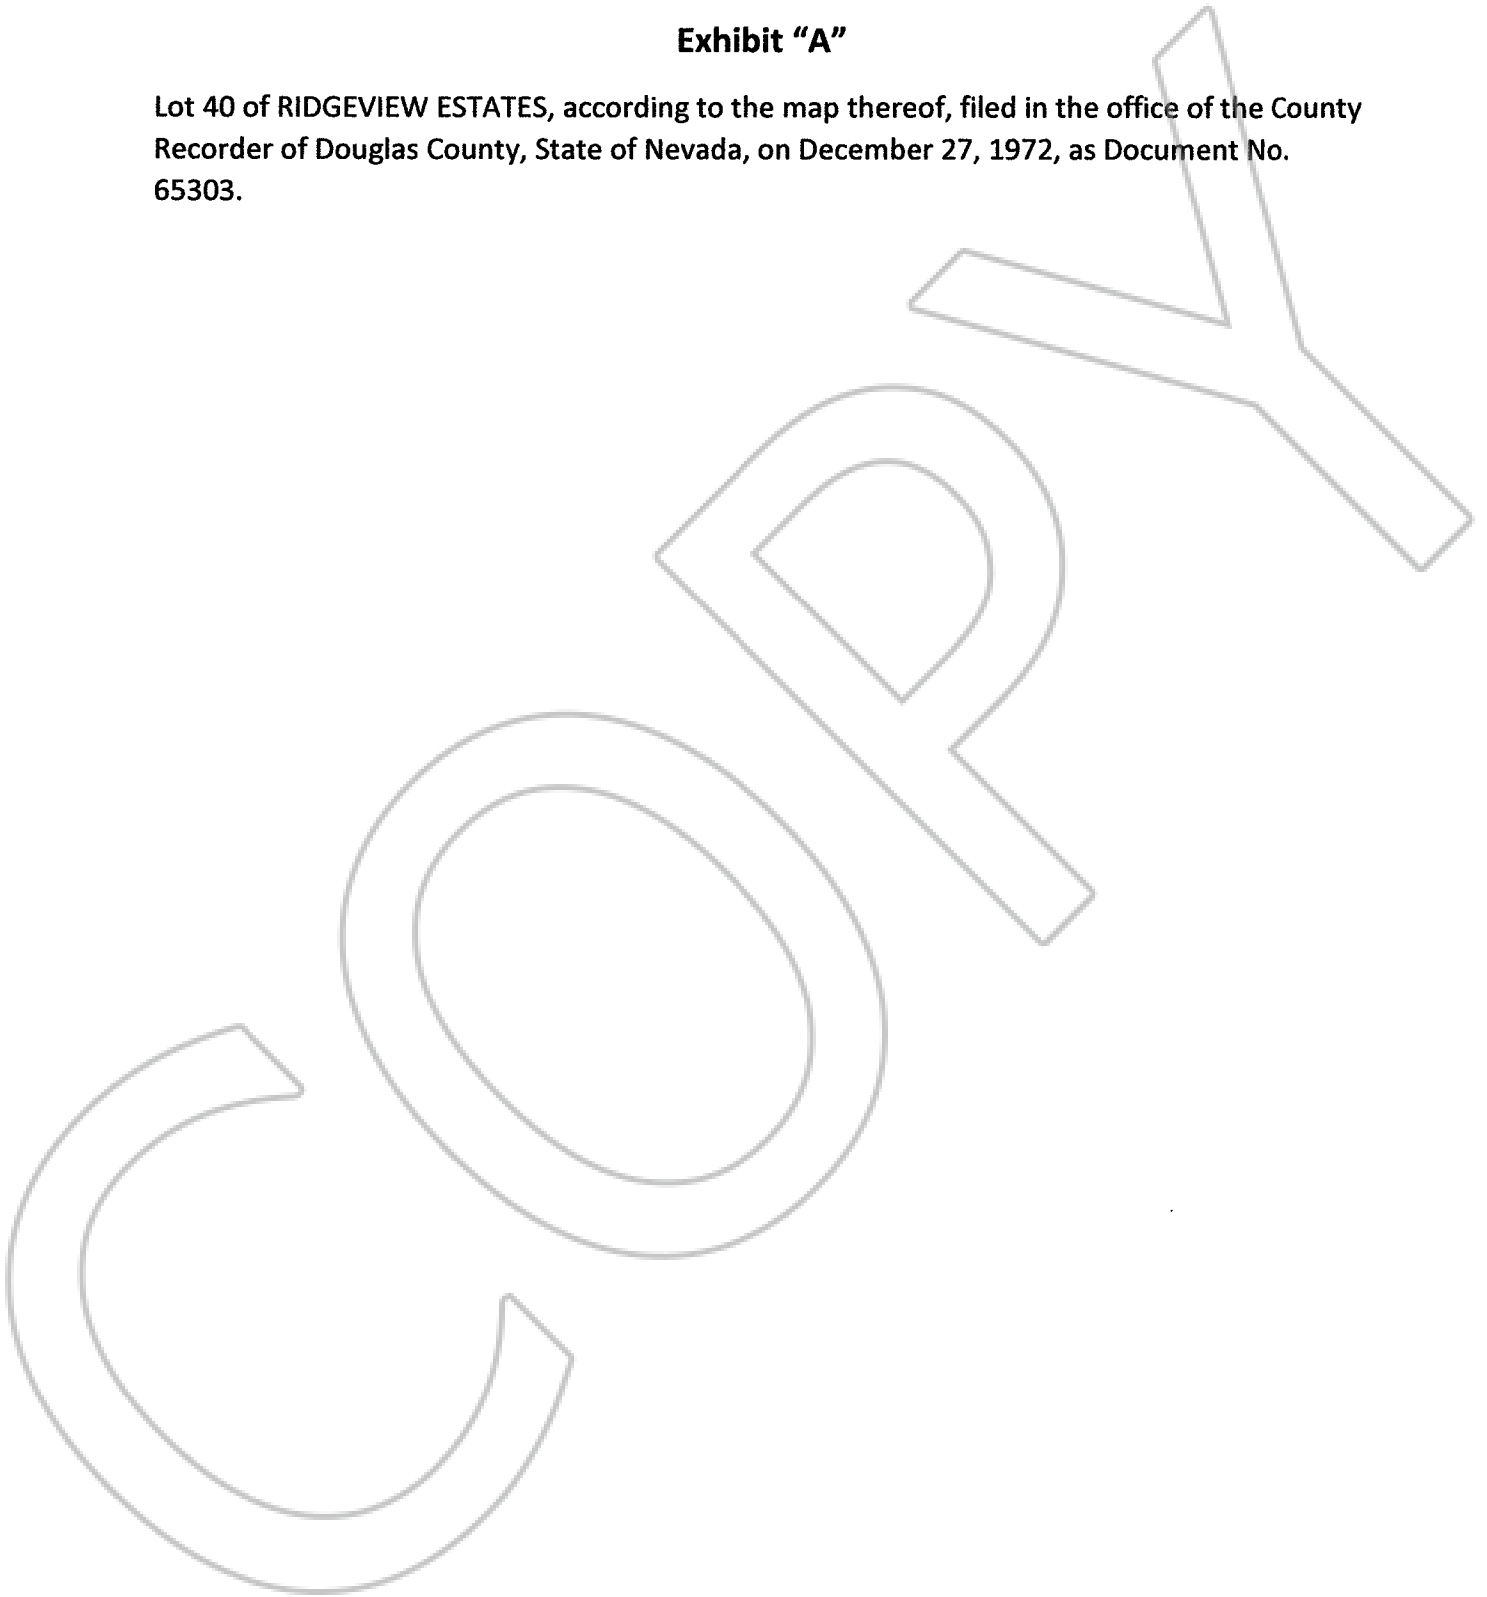 Exhibit “A”
Lot 40 of RIDGEVIEW ESTATES, according to the map thereof, filed in the office of the County
Recorder of Douglas County, State of Nevada, on December 27, 1972, as Document No.
65303.
COPY